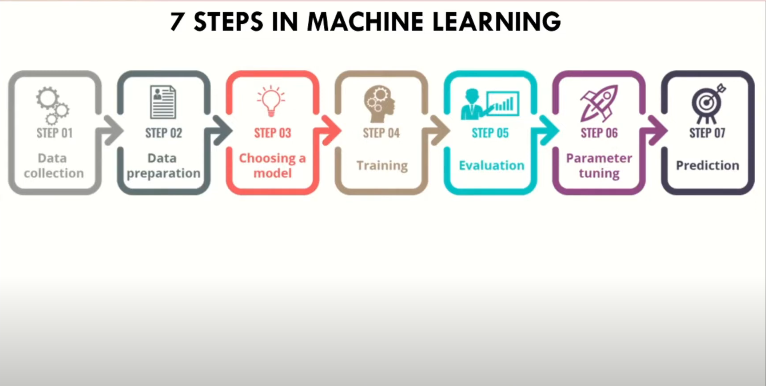 7 STEPS IN MACHINE LEARNING
STEP 01
Data
collection
STEP 02
Data
preparation
STEP 03
Choosing a
model
STEP 04
Training
STEP 05
Evaluation
STEP 06
Parameter
tuning
STEP 07
Prediction